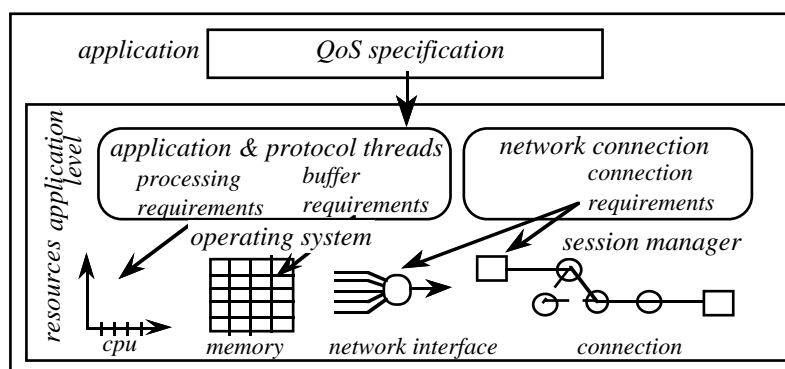 application
QoS specification
application & protocol threads
processing
requirements
buffer
requirements
network connection
connection
requirements
operating system
session manager
cpu
memory
network interface
connection
resources application
level